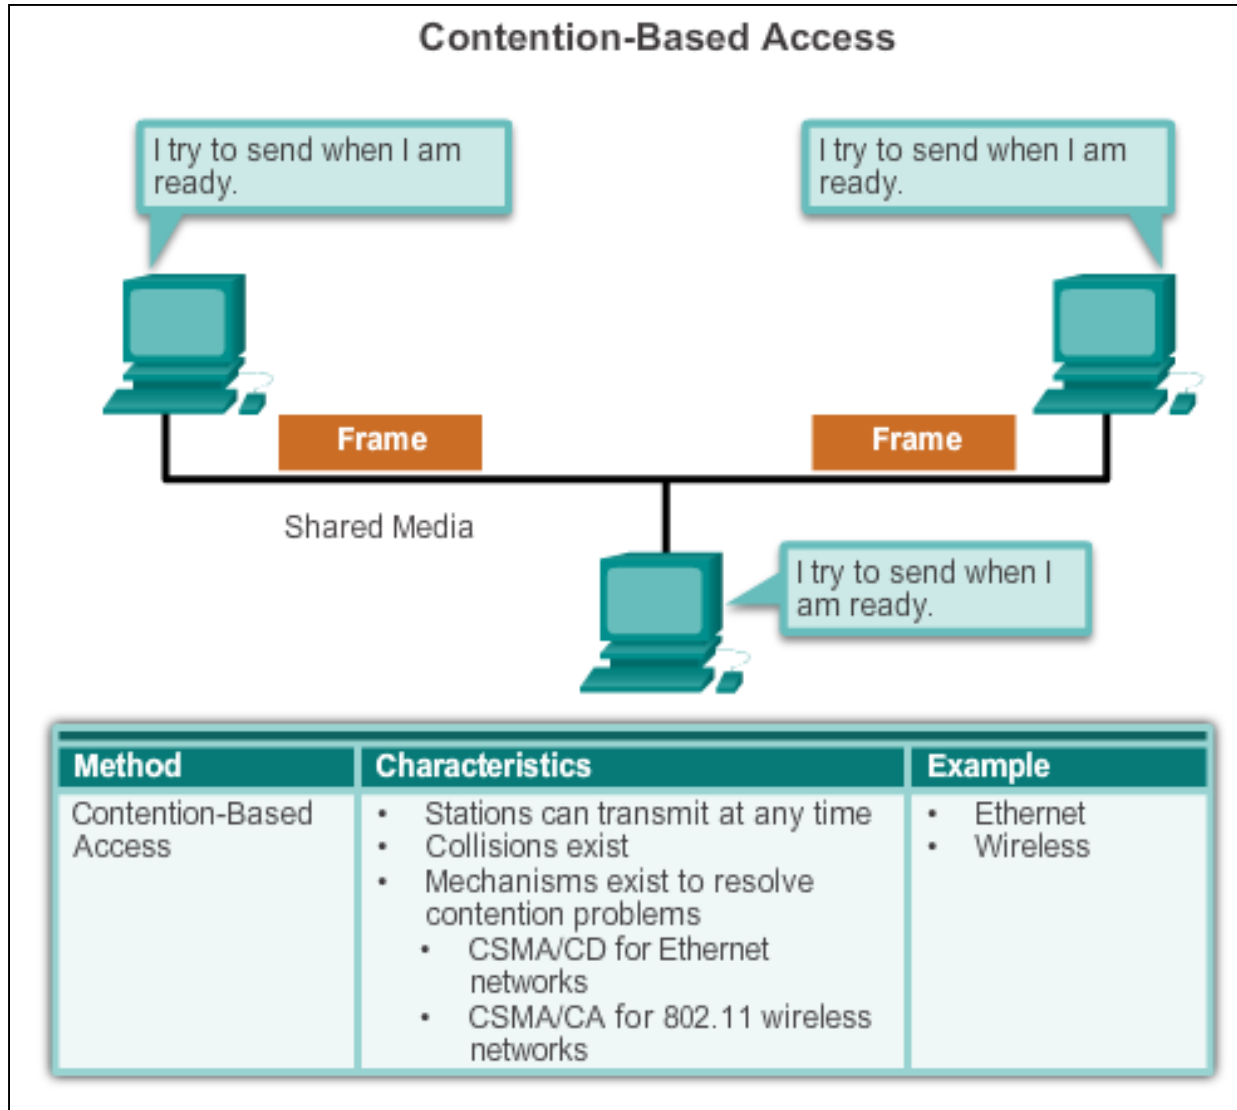 Contention-Based Access
I try to send when I am
ready.
I try to send when I am
ready.
Frame
Frame
Shared Media
I try to send when I
am ready.
Method
Characteristics
Example
Contention-Based
Access
• Stations can transmit at any time
• Collisions exist
• Mechanisms exist to resolve
contention problems
• CSMA/CD for Ethernet
networks
• CSMA/CA for 802.11 wireless
networks
• Ethernet
• Wireless